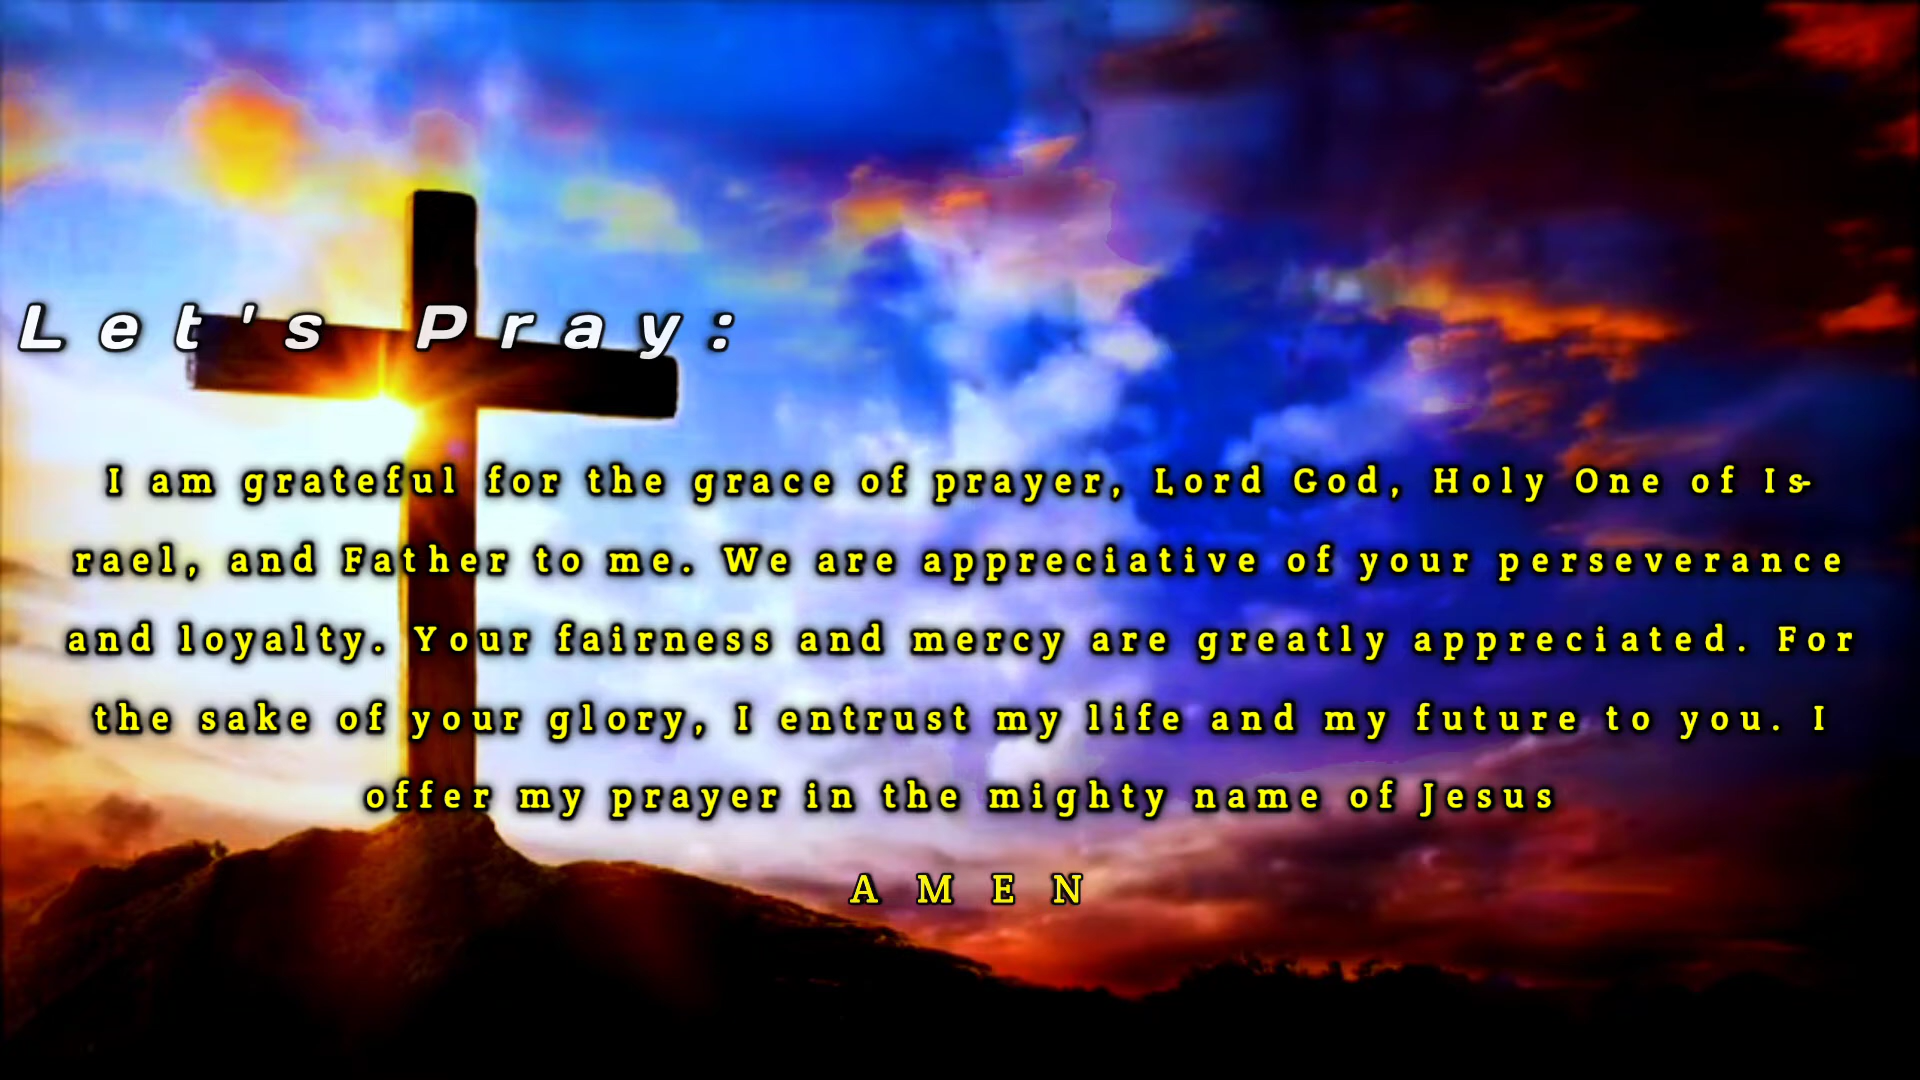 Let's Pray:
I am grateful for the grace of prayer, Lord God, Holy One of Is-
rael, and Father to me. We are appreciative of your perseverance
and loyalty. Your fairness and mercy are greatly appreciated. For
the sake of your glory, I entrust my life and my future to you. I
offer my prayer in the mighty name of Jesus
AMEN